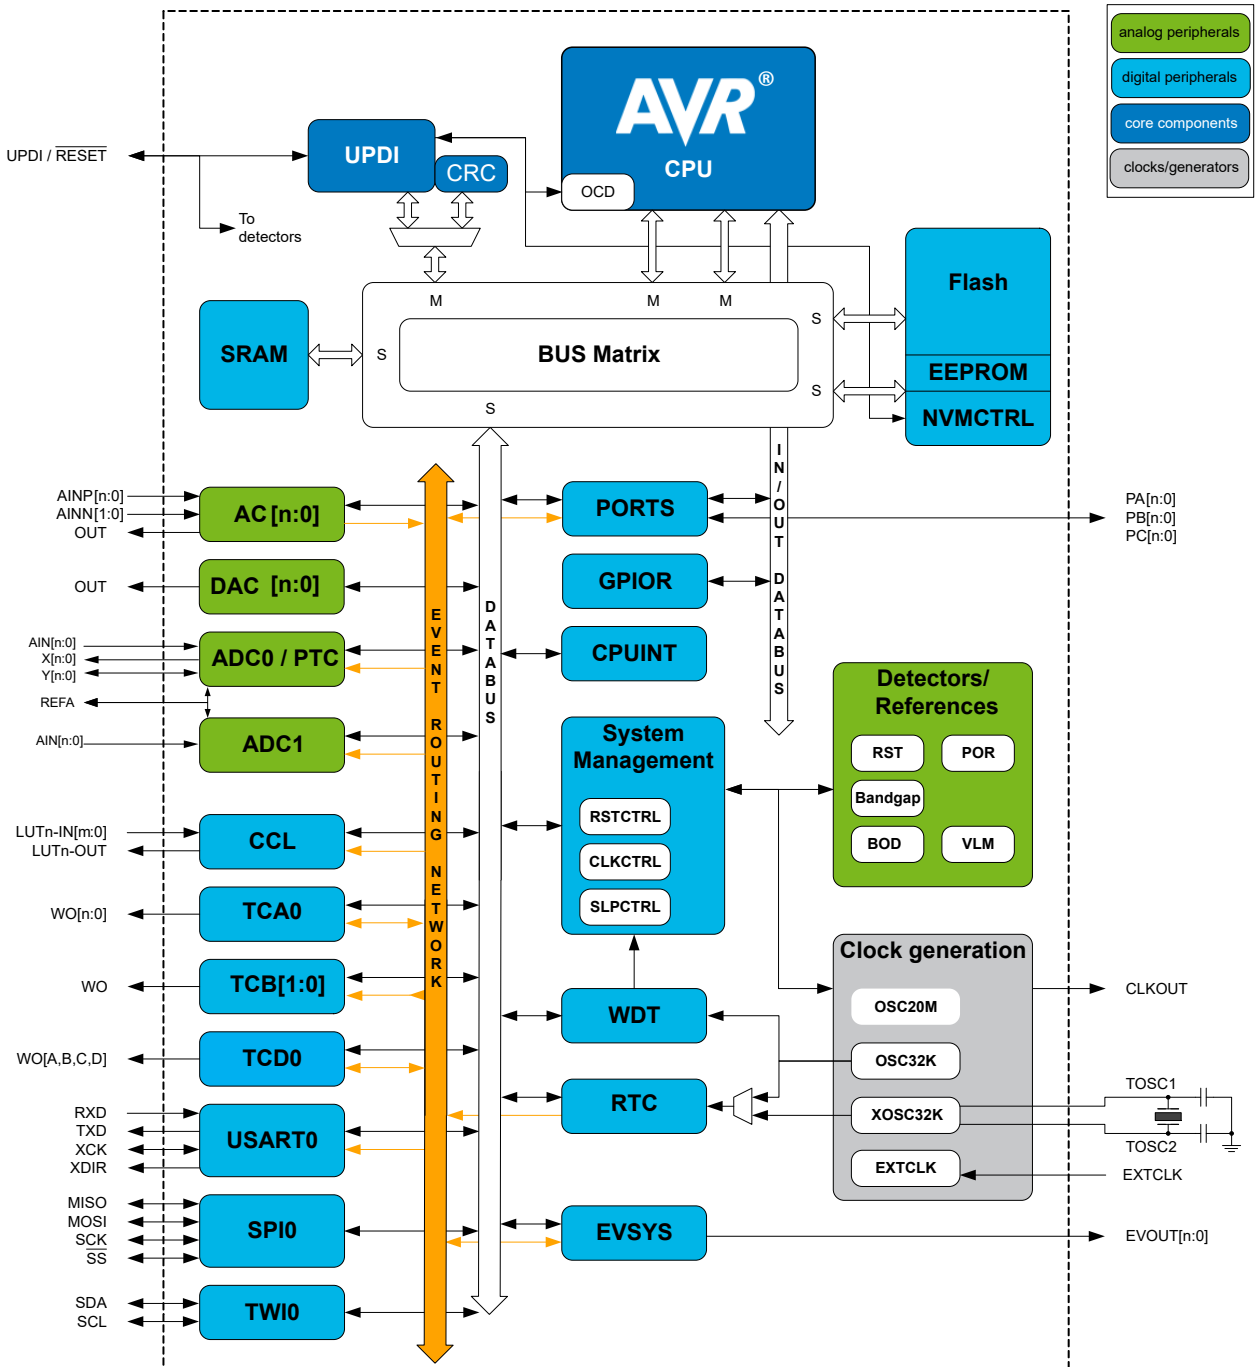 analog peripherals
digital peripherals
core components
clocks/generators
AVR®
CPU
OCD
UPDI / RESET
UPDI
CRC
To
detectors
M
M
M
Flash
EEPROM
NVMCTRL
SRAM
S
BUS Matrix
S
S
S
IN/OUT DATABUS
DATABUS
EVENT ROUTING NETWORK
AINP[n:0]
AINN[1:0]
OUT
AC [n:0]
PORTS
PA[n:0]
PB[n:0]
PC[n:0]
OUT
DAC [n:0]
GPIOR
AIN[n:0]
X[n:0]
Y[n:0]
ADC0 / PTC
CPUINT
REFA
AIN[n:0]
ADC1
System
Management
RSTCTRL
CLKCTRL
SLPCTRL
Detectors/
References
RST
POR
Bandgap
BOD
VLM
LUTn-IN[m:0]
LUTn-OUT
CCL
WO[n:0]
TCA0
Clock generation
OSC20M
OSC32K
XOSC32K
EXTCLK
CLKOUT
WO
TCB[1:0]
WDT
WO[A,B,C,D]
TCD0
RTC
TOSC1
TOSC2
EXTCLK
RXD
TXD
XCK
XDIR
USART0
MISO
MOSI
SCK
SS
SPI0
EVSYS
EVOUT[n:0]
SDA
SCL
TWI0